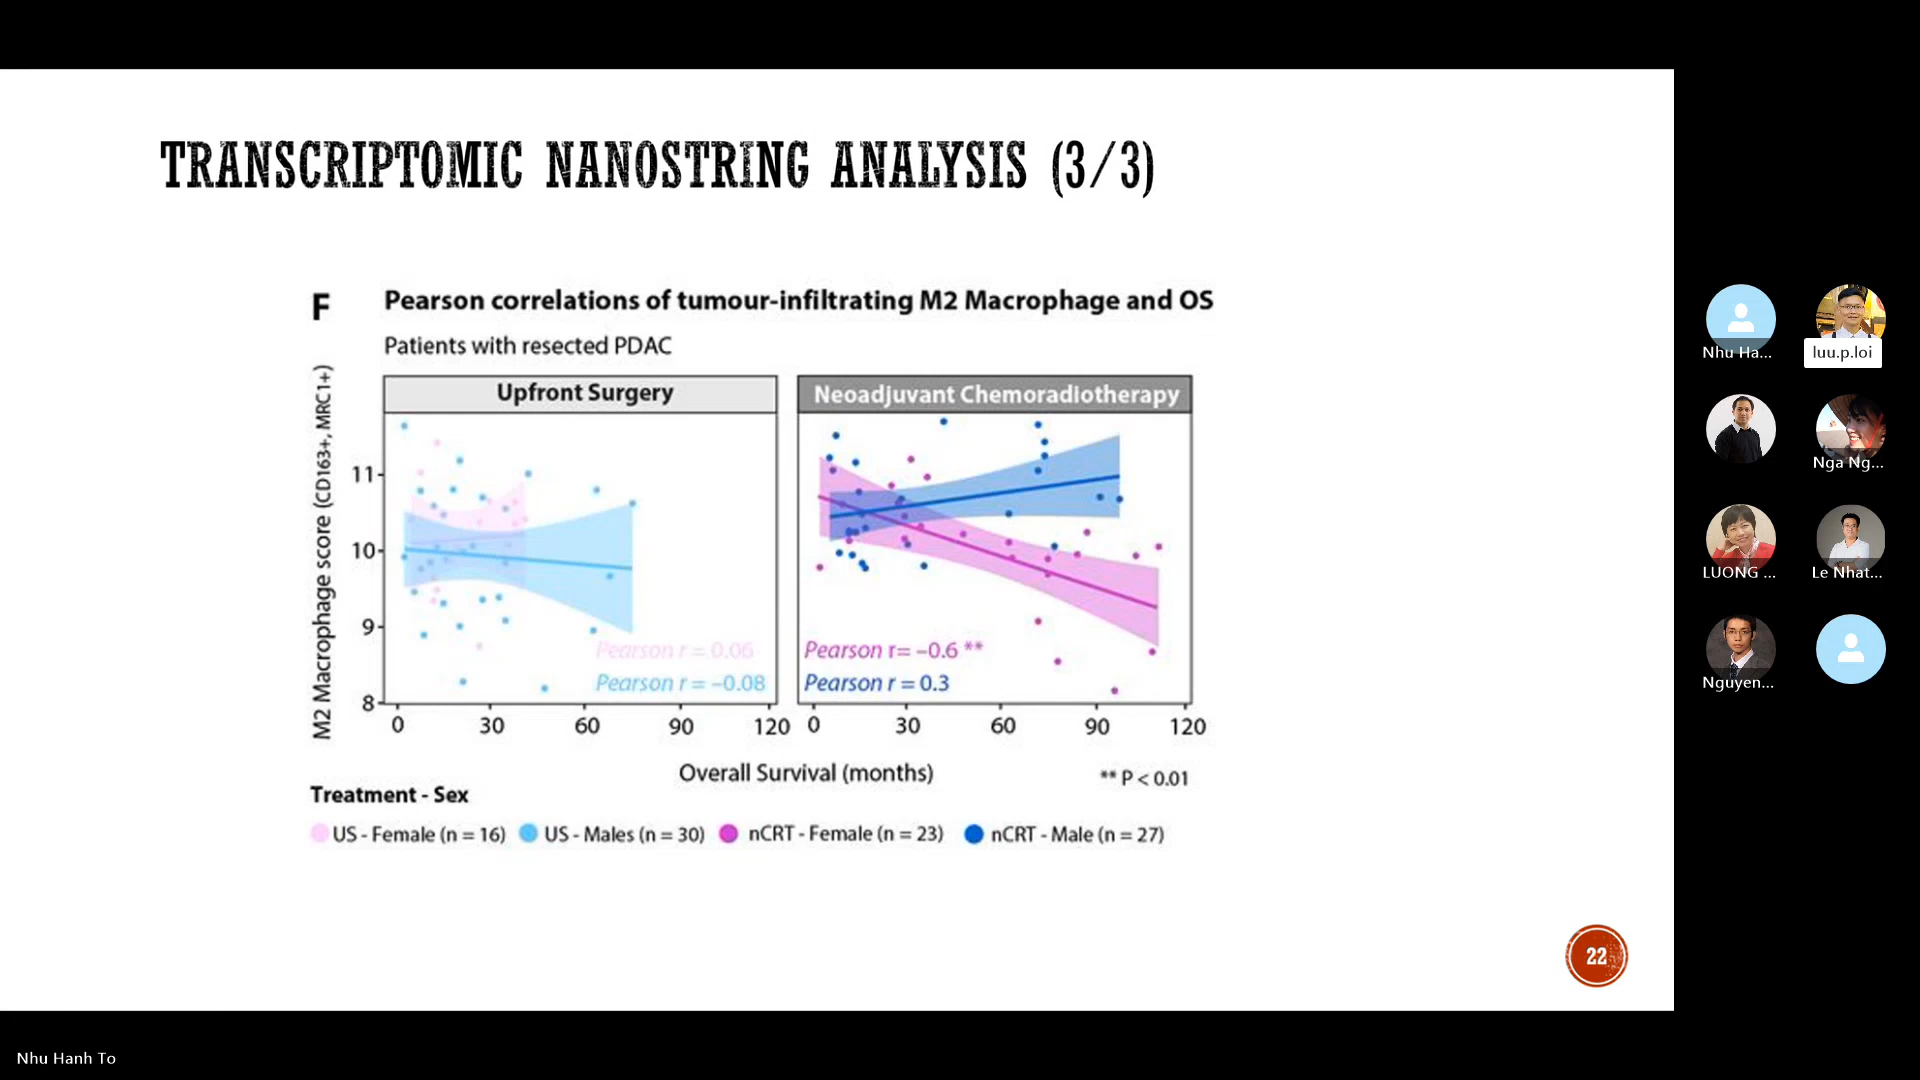 TRANSCRIPTOMIC NANOSTRING ANALYSIS (3/3)
F
Pearson correlations of tumour-infiltrating M2 Macrophage and OS
Patients with resected PDAC
M2 Macrophage score (CD163+, MRC1+)
Upfront Surgery
Neoadjuvant Chemoradiotherapy
11
10
9
8
Pearson r = 0.06
Pearson r = −0.08
Pearson r= −0.6 **
Pearson r = 0.3
0 30 60 90 120
0 30 60 90 120
Overall Survival (months)
** P < 0.01
Treatment - Sex
US - Female (n = 16)
US - Males (n = 30)
nCRT - Female (n = 23)
nCRT - Male (n = 27)
22
Nhu Ha...
luu.p.loi
Nga Ng...
LUONG ...
Le Nhat...
Nguyen...
Nhu Hanh To